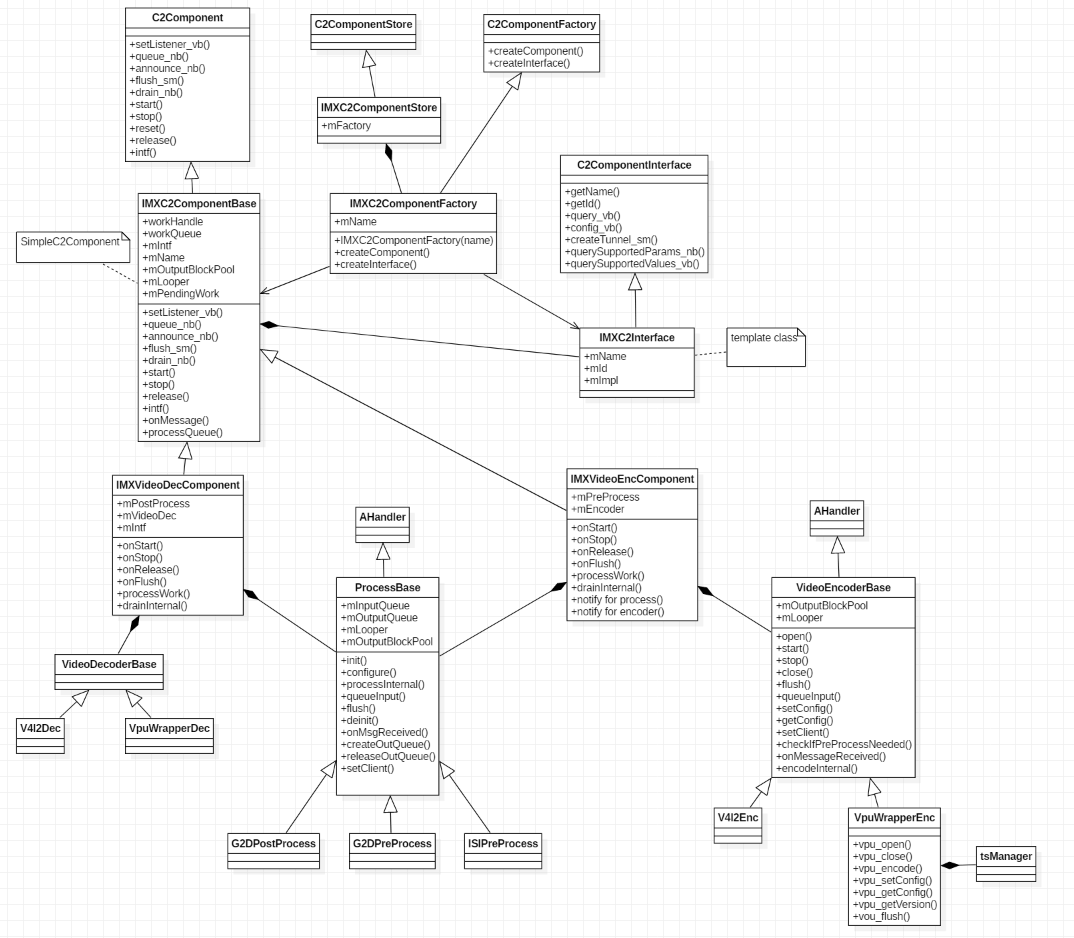 C2Component
+setListener_vb()
+queue_nb()
+announce_nb()
+flush_sm()
+drain_nb()
+start()
+stop()
+reset()
+release()
+intf()
C2ComponentStore
C2ComponentFactory
+createComponent()
+createInterface()
IMXC2ComponentStore
+mFactory
C2ComponentInterface
+getName()
+getId()
+query_vb()
+config_vb()
+createTunnel_sm()
+querySupportedParams_nb()
+querySupportedValues_vb()
IMXC2ComponentBase
+workHandle
+workQueue
+mIntf
+mName
+mOutputBlockPool
+mLooper
+mPendingWork
+setListener_vb()
+queue_nb()
+announce_nb()
+flush_sm()
+drain_nb()
+start()
+stop()
+release()
+intf()
+onMessage()
+processQueue()
SimpleC2Component
IMXC2ComponentFactory
+mName
+IMXC2ComponentFactory(name)
+createComponent()
+createInterface()
IMXC2Interface
+mName
+mId
+mImpl
template class
IMXVideoDecComponent
+mPostProcess
+mVideoDec
+mIntf
+onStart()
+onStop()
+onRelease()
+onFlush()
+processWork()
+drainInternal()
IMXVideoEncComponent
+mPreProcess
+mEncoder
+onStart()
+onStop()
+onRelease()
+onFlush()
+processWork()
+drainInternal()
+notify for process()
+notify for encoder()
AHandler
AHandler
ProcessBase
+mInputQueue
+mOutputQueue
+mLooper
+mOutputBlockPool
+init()
+configure()
+processInternal()
+queueInput()
+flush()
+deinit()
+onMsgReceived()
+createOutQueue()
+releaseOutQueue()
+setClient()
VideoEncoderBase
+mOutputBlockPool
+mLooper
+open()
+start()
+stop()
+close()
+flush()
+queueInput()
+setConfig()
+getConfig()
+setClient()
+checkIfPreProcessNeeded()
+onMessageReceived()
+encodeInternal()
VideoDecoderBase
V4l2Dec
VpuWrapperDec
G2DPostProcess
G2DPreProcess
ISIPreProcess
V4l2Enc
VpuWrapperEnc
+vpu_open()
+vpu_close()
+vpu_encode()
+vpu_setConfig()
+vpu_getConfig()
+vpu_getVersion()
+vou_flush()
tsManager